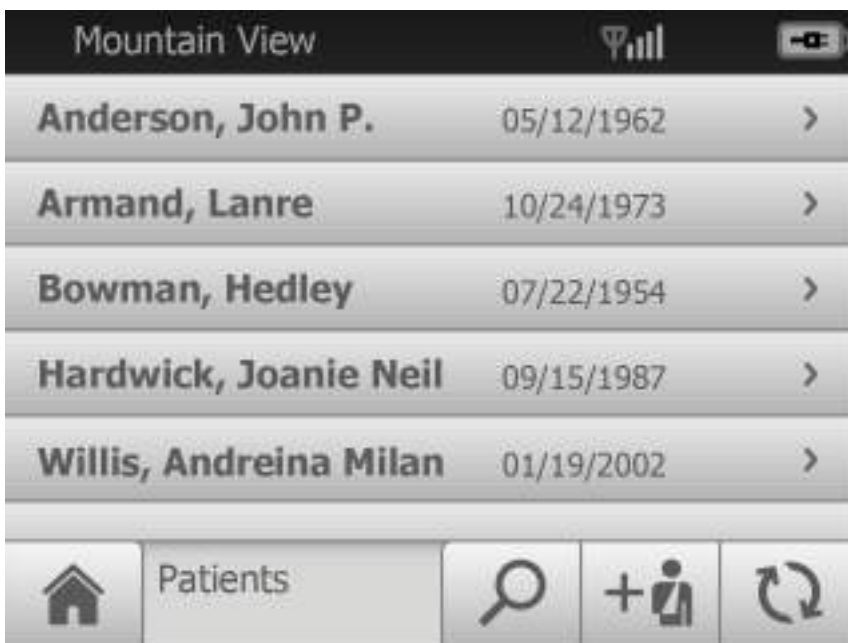 Mountain View
Anderson, John P. 05/12/1962 >
Armand, Lanre 10/24/1973 >
Bowman, Hedley 07/22/1954 >
Hardwick, Joanie Neil 09/15/1987 >
Willis, Andreina Milan 01/19/2002 >
Patients